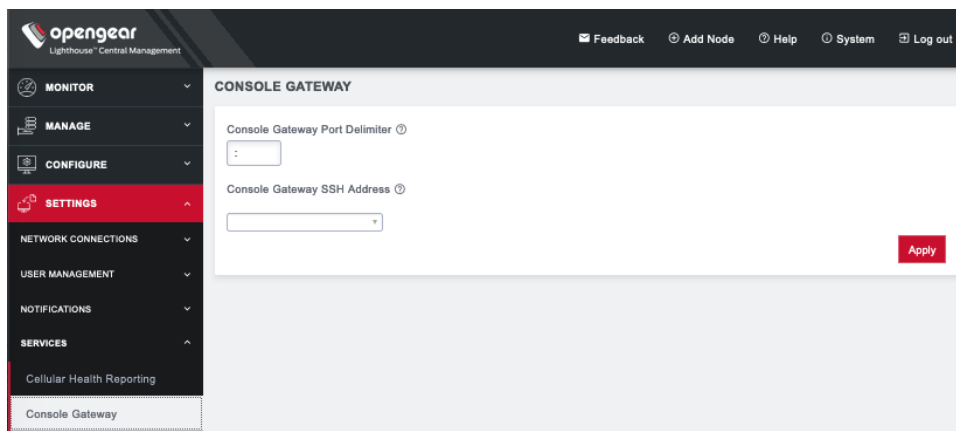 opengear
Lighthouse™ Central Management
Feedback Add Node Help System Log out
MONITOR
MANAGE
CONFIGURE
SETTINGS
NETWORK CONNECTIONS
USER MANAGEMENT
NOTIFICATIONS
SERVICES
Cellular Health Reporting
Console Gateway
CONSOLE GATEWAY
Console Gateway Port Delimiter
:
Console Gateway SSH Address
Apply